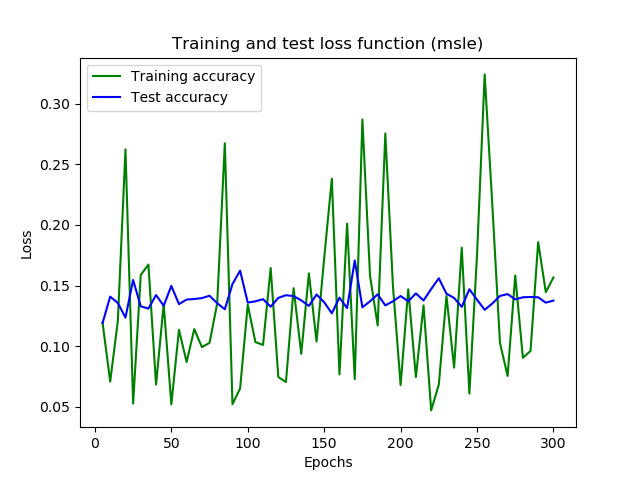 Training and test loss function (msle)
Training accuracy
Test accuracy
0.30
0.25
0.20
0.15
0.10
0.05
Loss
0 50 100 150 200 250 300
Epochs